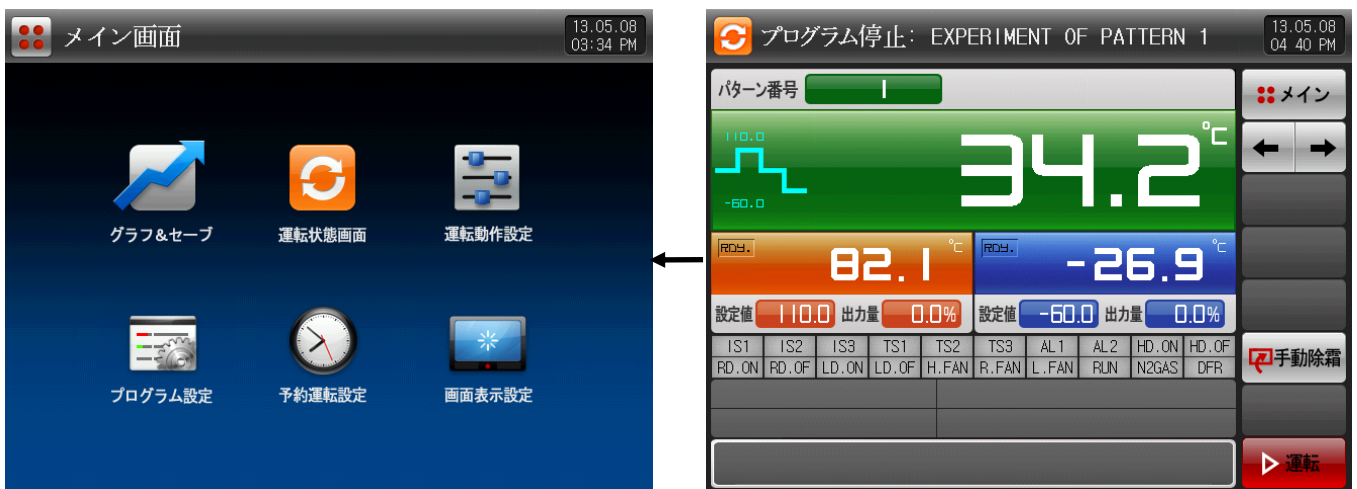 メイン画面
13.05.08
03:34 PM
グラフ&セーブ
運転状態画面
運転動作設定
プログラム設定
予約運転設定
画面表示設定
プログラム停止: EXPERIMENT OF PATTERN 1
13.05.08
04 40 PM
パターン番号 1
メイン
110.0
-60.0
34.2 ℃
RDY. 82.1 ℃
RDY. -26.9 ℃
設定値 110.0 出力量 0.0% 設定値 -60.0 出力量 0.0%
IS1 IS2 IS3 TS1 TS2 TS3 AL1 AL2 HD.ON HD.OF
RD.ON RD.OF LD.ON LD.OF H.FAN R.FAN L.FAN RUN N2GAS DFR
手動除霜
運転